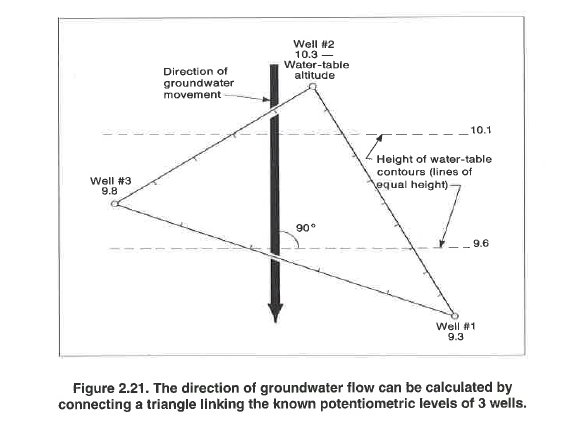 Well #2
10.3 —
Water-table
altitude
Direction of
groundwater
movement
10.1
Height of water-table
contours (lines of
equal height)
Well #3
9.8
90°
9.6
Well #1
9.3
Figure 2.21. The direction of groundwater flow can be calculated by
connecting a triangle linking the known potentiometric levels of 3 wells.